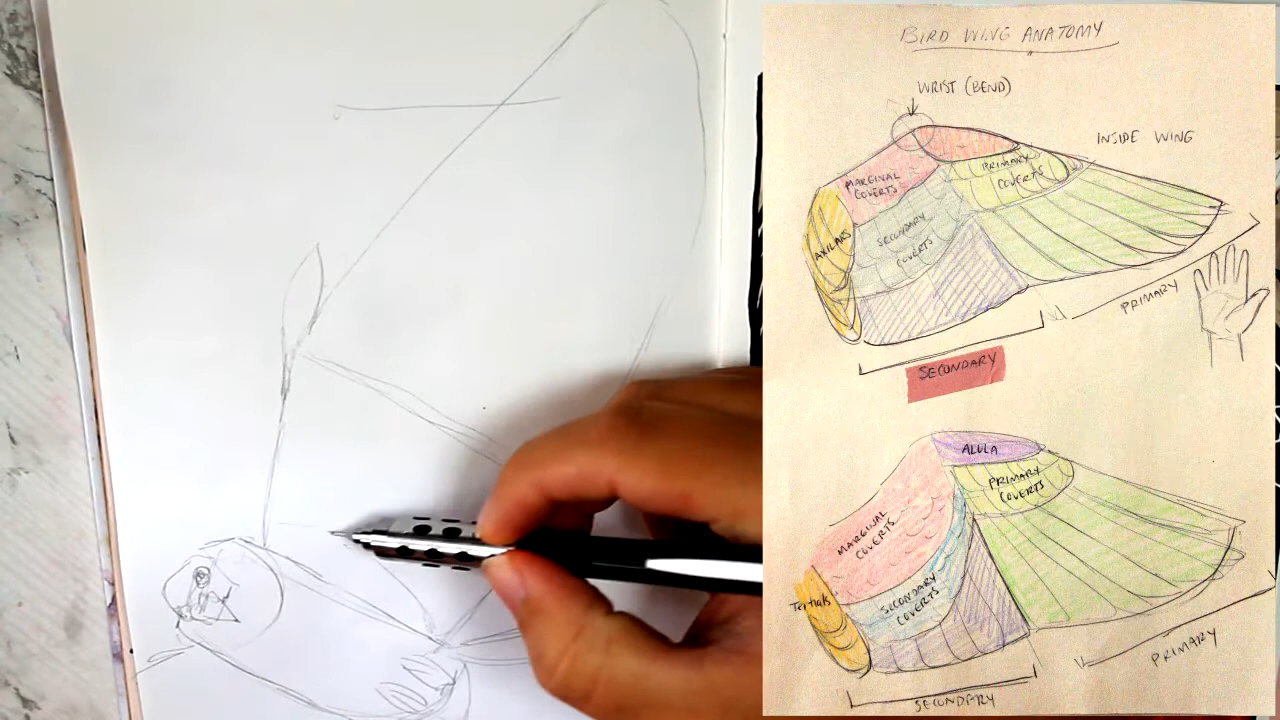 BIRD WING ANATOMY
WRIST (BEND)
INSIDE WING
PRIMARY
COVERTS
MARGINAL
COVERTS
SECONDARY
COVERTS
AXILARS
PRIMARY
SECONDARY
ALULA
PRIMARY
COVERTS
MARGINAL
COVERTS
SECONDARY
COVERTS
Tertials
PRIMARY
SECONDARY